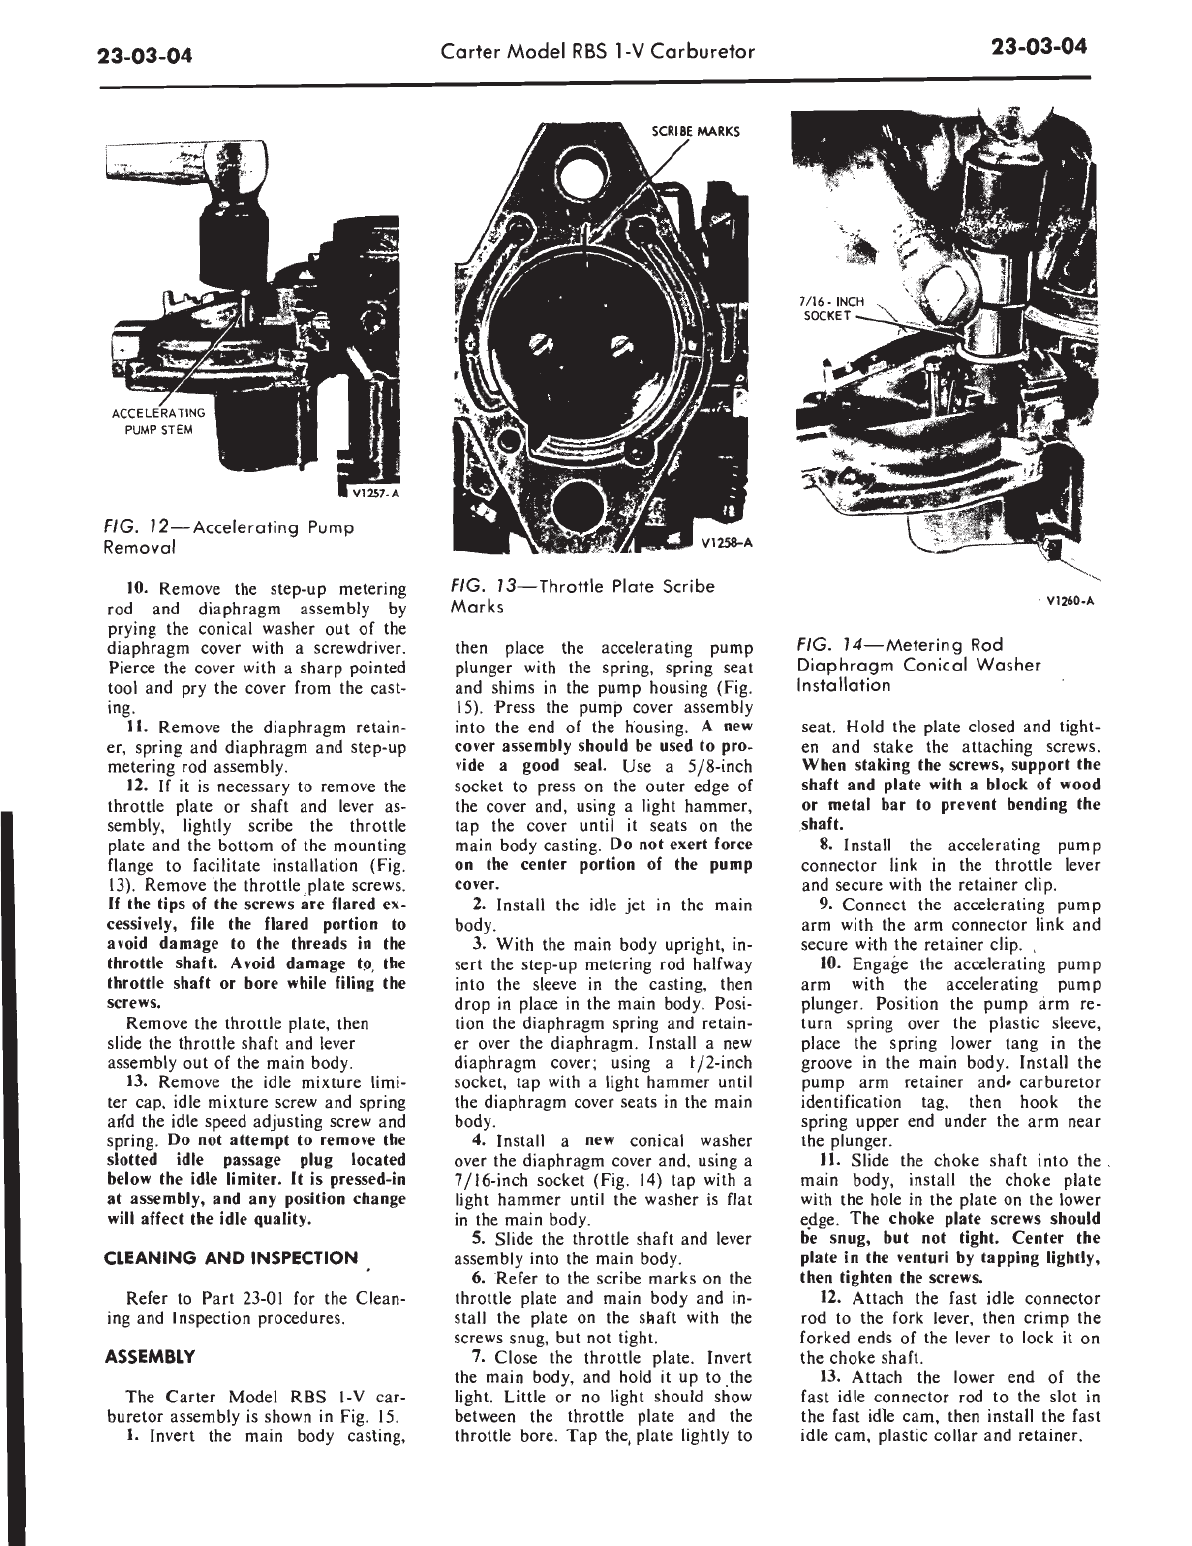 23-03-04
Carter Model RBS 1-V Carburetor
23-03-04
ACCELERATING
PUMP STEM
V1257-A
FIG. 12—Accelerating Pump
Removal
10. Remove the step-up metering
rod and diaphragm assembly by
prying the conical washer out of the
diaphragm cover with a screwdriver.
Pierce the cover with a sharp pointed
tool and pry the cover from the cast-
ing.
11. Remove the diaphragm retain-
er, spring and diaphragm and step-up
metering rod assembly.
12. If it is necessary to remove the
throttle plate or shaft and lever as-
sembly, lightly scribe the throttle
plate and the bottom of the mounting
flange to facilitate installation (Fig.
13). Remove the throttle plate screws.
If the tips of the screws are flared ex-
cessively, file the flared portion to
avoid damage to the threads in the
throttle shaft. Avoid damage to the
throttle shaft or bore while filing the
screws.
Remove the throttle plate, then
slide the throttle shaft and lever
assembly out of the main body.
13. Remove the idle mixture limi-
ter cap, idle mixture screw and spring
and the idle speed adjusting screw and
spring. Do not attempt to remove the
slotted idle passage plug located
below the idle limiter. It is pressed-in
at assembly, and any position change
will affect the idle quality.
CLEANING AND INSPECTION
Refer to Part 23-01 for the Clean-
ing and Inspection procedures.
ASSEMBLY
The Carter Model RBS 1-V car-
buretor assembly is shown in Fig. 15.
1. Invert the main body casting,
SCRIBE MARKS
V1258-A
FIG. 13—Throttle Plate Scribe
Marks
then place the accelerating pump
plunger with the spring, spring seat
and shims in the pump housing (Fig.
15). Press the pump cover assembly
into the end of the housing. A new
cover assembly should be used to pro-
vide a good seal. Use a 5/8-inch
socket to press on the outer edge of
the cover and, using a light hammer,
tap the cover until it seats on the
main body casting. Do not exert force
on the center portion of the pump
cover.
2. Install the idle jet in the main
body.
3. With the main body upright, in-
sert the step-up metering rod halfway
into the sleeve in the casting, then
drop in place in the main body. Posi-
tion the diaphragm spring and retain-
er over the diaphragm. Install a new
diaphragm cover; using a 1/2-inch
socket, tap with a light hammer until
the diaphragm cover seats in the main
body.
4. Install a new conical washer
over the diaphragm cover and, using a
7/16-inch socket (Fig. 14) tap with a
light hammer until the washer is flat
in the main body.
5. Slide the throttle shaft and lever
assembly into the main body.
6. Refer to the scribe marks on the
throttle plate and main body and in-
stall the plate on the shaft with the
screws snug, but not tight.
7. Close the throttle plate. Invert
the main body, and hold it up to the
light. Little or no light should show
between the throttle plate and the
throttle bore. Tap the plate lightly to
7/16- INCH
SOCKET
V1260-A
FIG. 14—Metering Rod
Diaphragm Conical Washer
Installation
seat. Hold the plate closed and tight-
en and stake the attaching screws.
When staking the screws, support the
shaft and plate with a block of wood
or metal bar to prevent bending the
shaft.
8. Install the accelerating pump
connector link in the throttle lever
and secure with the retainer clip.
9. Connect the accelerating pump
arm with the arm connector link and
secure with the retainer clip.
10. Engage the accelerating pump
arm with the accelerating pump
plunger. Position the pump arm re-
turn spring over the plastic sleeve,
place the spring lower tang in the
groove in the main body. Install the
pump arm retainer and carburetor
identification tag, then hook the
spring upper end under the arm near
the plunger.
11. Slide the choke shaft into the
main body, install the choke plate
with the hole in the plate on the lower
edge. The choke plate screws should
be snug, but not tight. Center the
plate in the venturi by tapping lightly,
then tighten the screws.
12. Attach the fast idle connector
rod to the fork lever, then crimp the
forked ends of the lever to lock it on
the choke shaft.
13. Attach the lower end of the
fast idle connector rod to the slot in
the fast idle cam, then install the fast
idle cam, plastic collar and retainer.